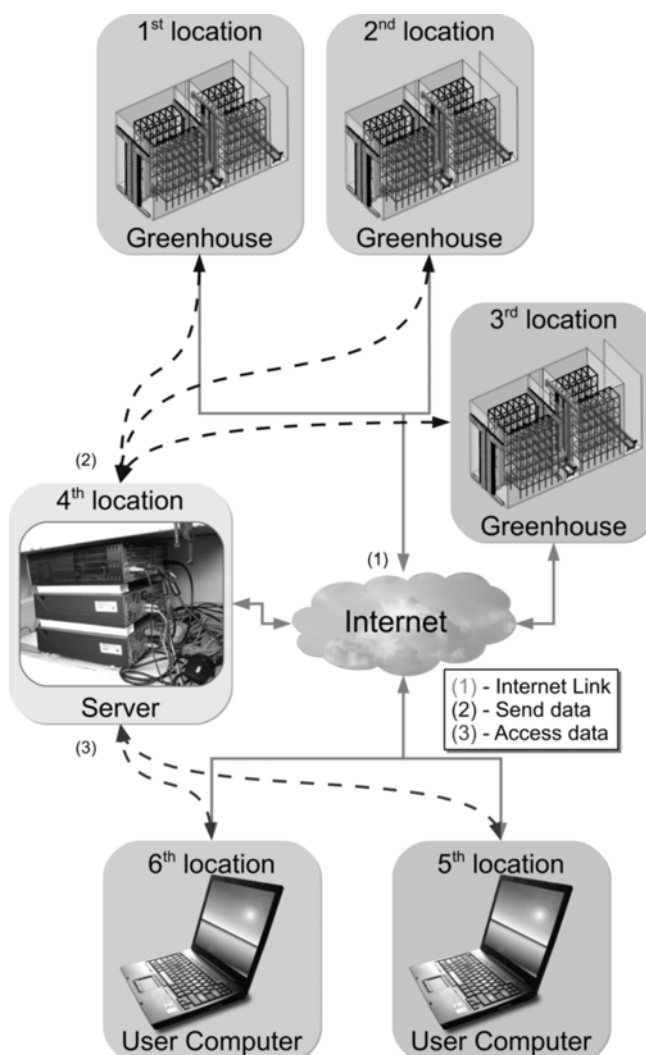 1st location
Greenhouse
2nd location
Greenhouse
3rd location
Greenhouse
(2)
4th location
Server
(1)
Internet
(1) - Internet Link
(2) - Send data
(3) - Access data
(3)
6th location
User Computer
5th location
User Computer